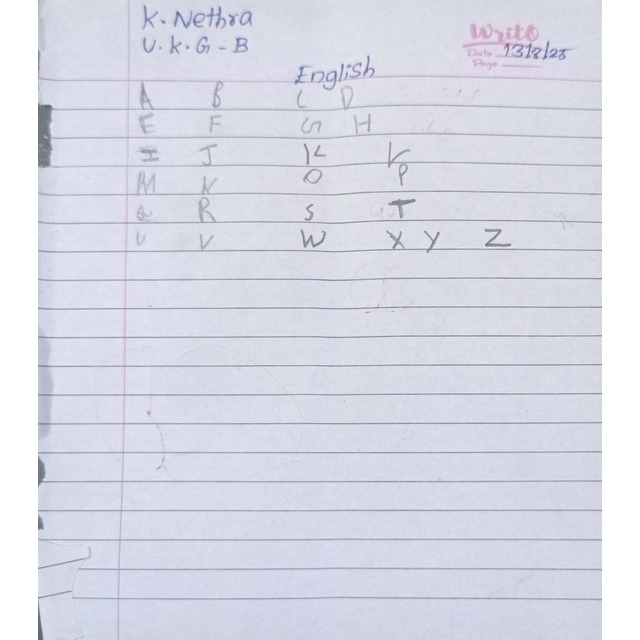 K. Nethra
U.K.G - B
Writo
Date 13/8/25
Page
English
A B C D
E F G H
I J K L
M N O P
Q R S T
U V W X Y Z